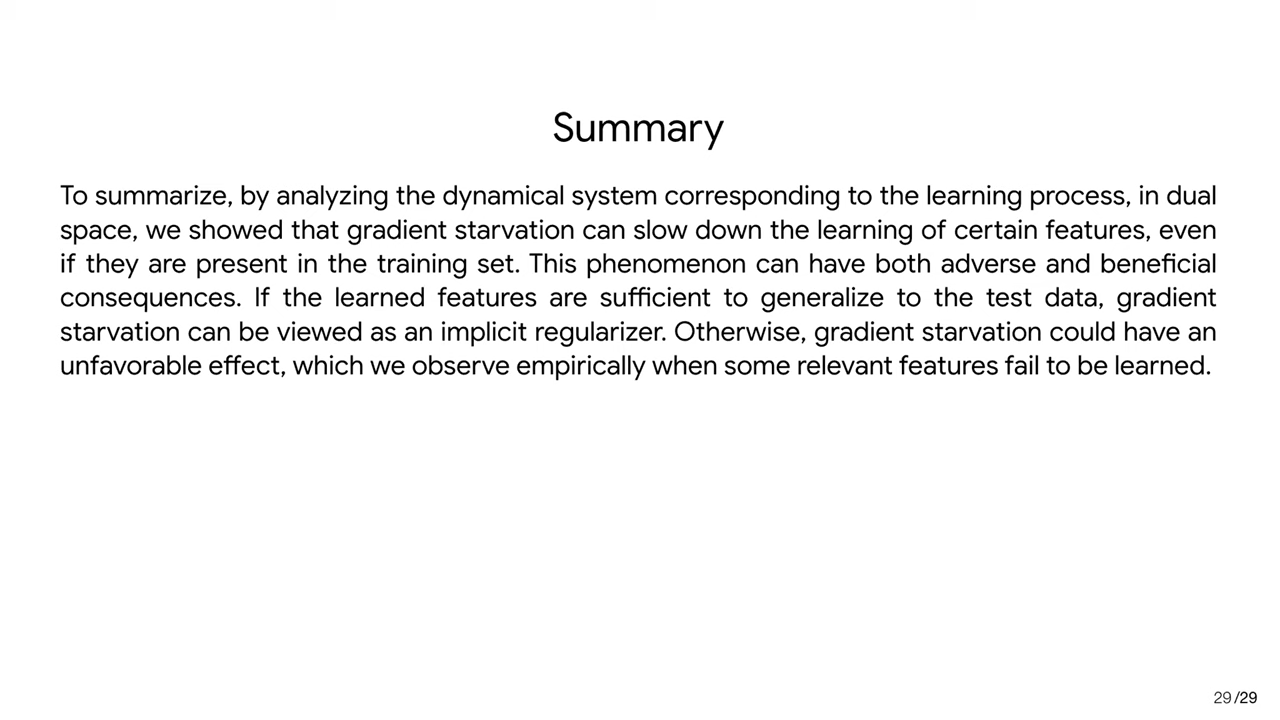 Summary
To summarize, by analyzing the dynamical system corresponding to the learning process, in dual
space, we showed that gradient starvation can slow down the learning of certain features, even
if they are present in the training set. This phenomenon can have both adverse and beneficial
consequences. If the learned features are sufficient to generalize to the test data, gradient
starvation can be viewed as an implicit regularizer. Otherwise, gradient starvation could have an
unfavorable effect, which we observe empirically when some relevant features fail to be learned.
29/29